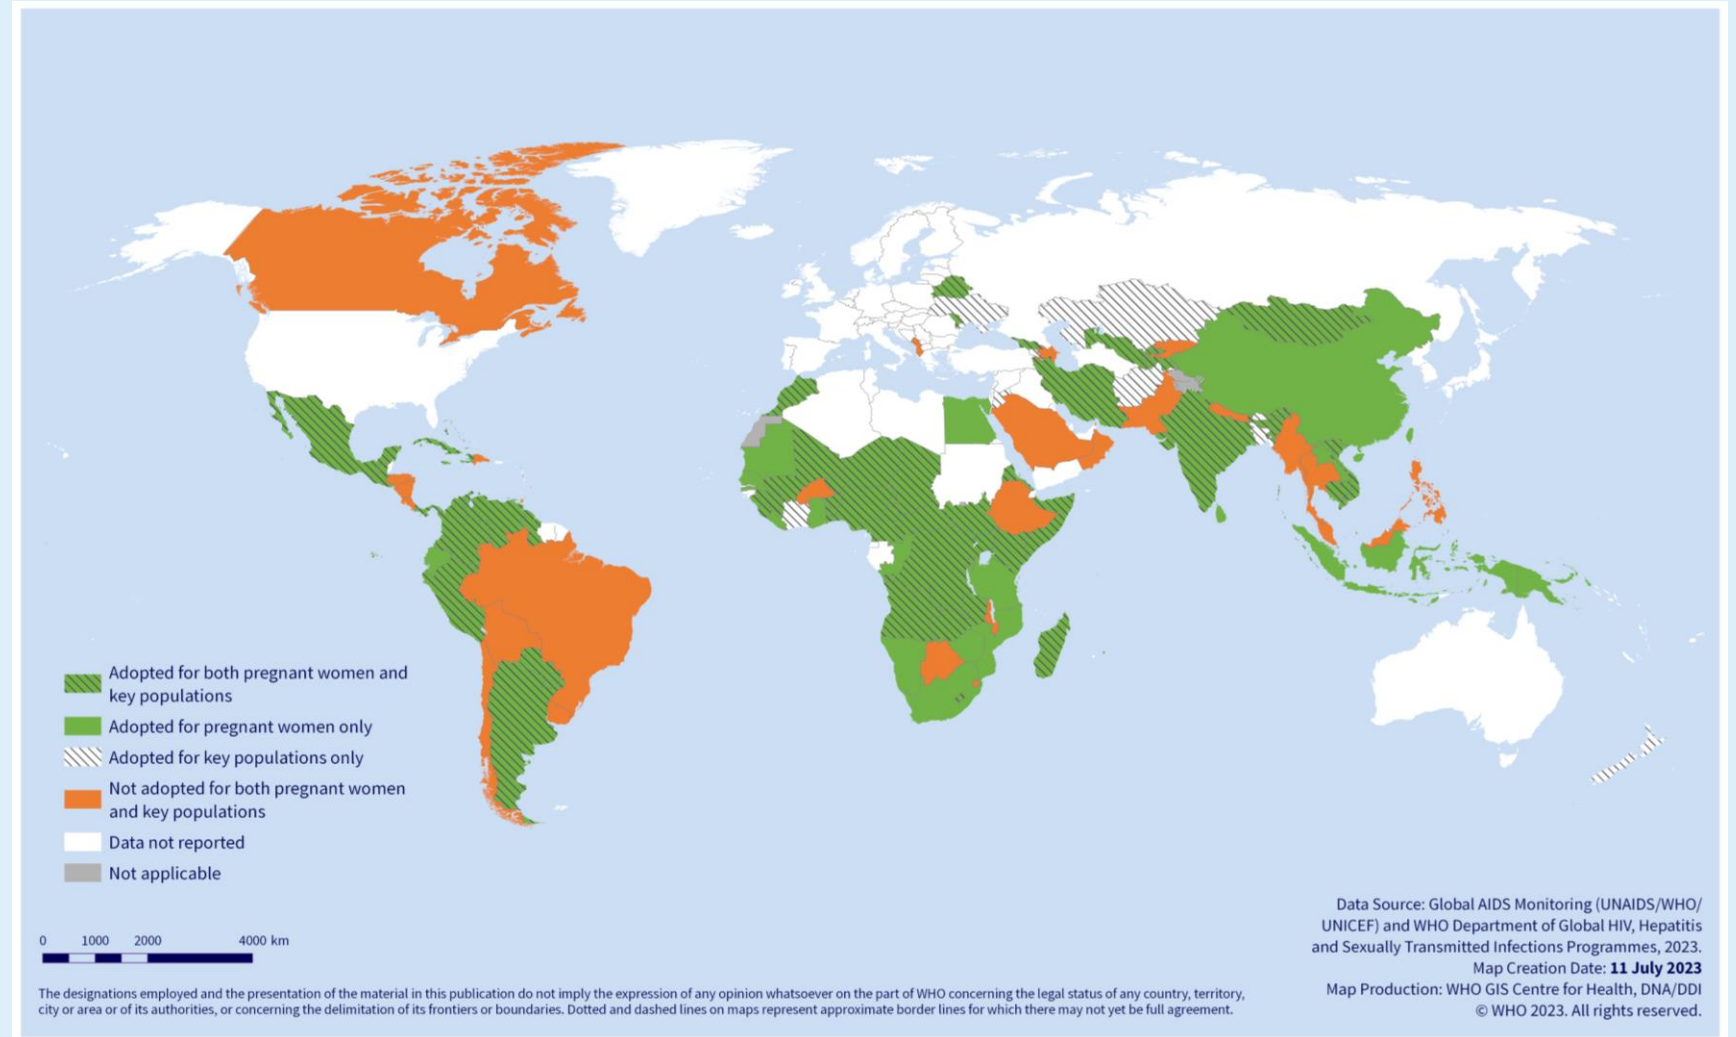 Adopted for both pregnant women and
key populations
Adopted for pregnant women only
Adopted for key populations only
Not adopted for both pregnant women
and key populations
Data not reported
Not applicable
0 1000 2000 4000 km
Data Source: Global AIDS Monitoring (UNAIDS/WHO/
UNICEF) and WHO Department of Global HIV, Hepatitis
and Sexually Transmitted Infections Programmes, 2023.
Map Creation Date: 11 July 2023
Map Production: WHO GIS Centre for Health, DNA/DDI
© WHO 2023. All rights reserved.
The designations employed and the presentation of the material in this publication do not imply the expression of any opinion whatsoever on the part of WHO concerning the legal status of any country, territory,
city or area or of its authorities, or concerning the delimitation of its frontiers or boundaries. Dotted and dashed lines on maps represent approximate border lines for which there may not yet be full agreement.